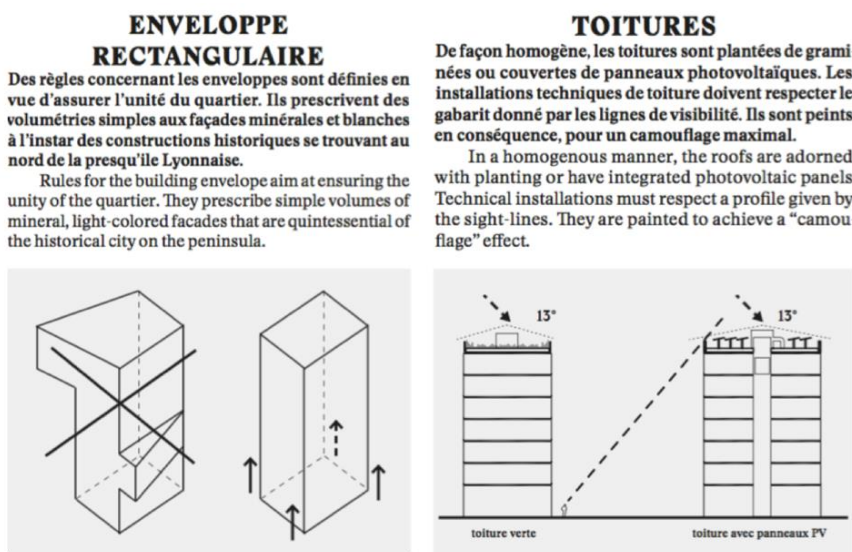 ENVELOPPE
RECTANGULAIRE
Des règles concernant les enveloppes sont définies en
vue d'assurer l'unité du quartier. Ils prescrivent des
volumétries simples aux façades minérales et blanches
à l'instar des constructions historiques se trouvant au
nord de la presqu'ile Lyonnaise.
Rules for the building envelope aim at ensuring the
unity of the quartier. They prescribe simple volumes of
mineral, light-colored facades that are quintessential of
the historical city on the peninsula.
TOITURES
De façon homogène, les toitures sont plantées de grami
nées ou couvertes de panneaux photovoltaïques. Les
installations techniques de toiture doivent respecter le
gabarit donné par les lignes de visibilité. Ils sont peints
en conséquence, pour un camouflage maximal.
In a homogenous manner, the roofs are adorned
with planting or have integrated photovoltaic panels
Technical installations must respect a profile given by
the sight-lines. They are painted to achieve a “camou
flage” effect.
13°
13°
toiture verte
toiture avec panneaux PV